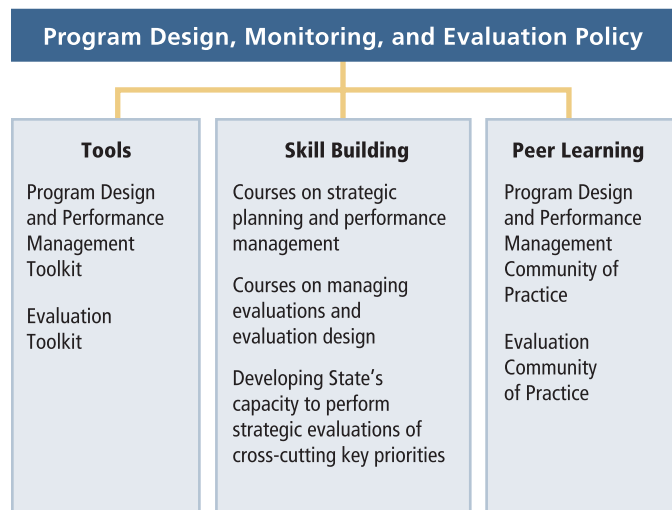 Program Design, Monitoring, and Evaluation Policy
Tools
Program Design
and Performance
Management
Toolkit
Evaluation
Toolkit
Skill Building
Courses on strategic
planning and performance
management
Courses on managing
evaluations and
evaluation design
Developing State's
capacity to perform
strategic evaluations of
cross-cutting key priorities
Peer Learning
Program Design
and Performance
Management
Community of
Practice
Evaluation
Community
of Practice